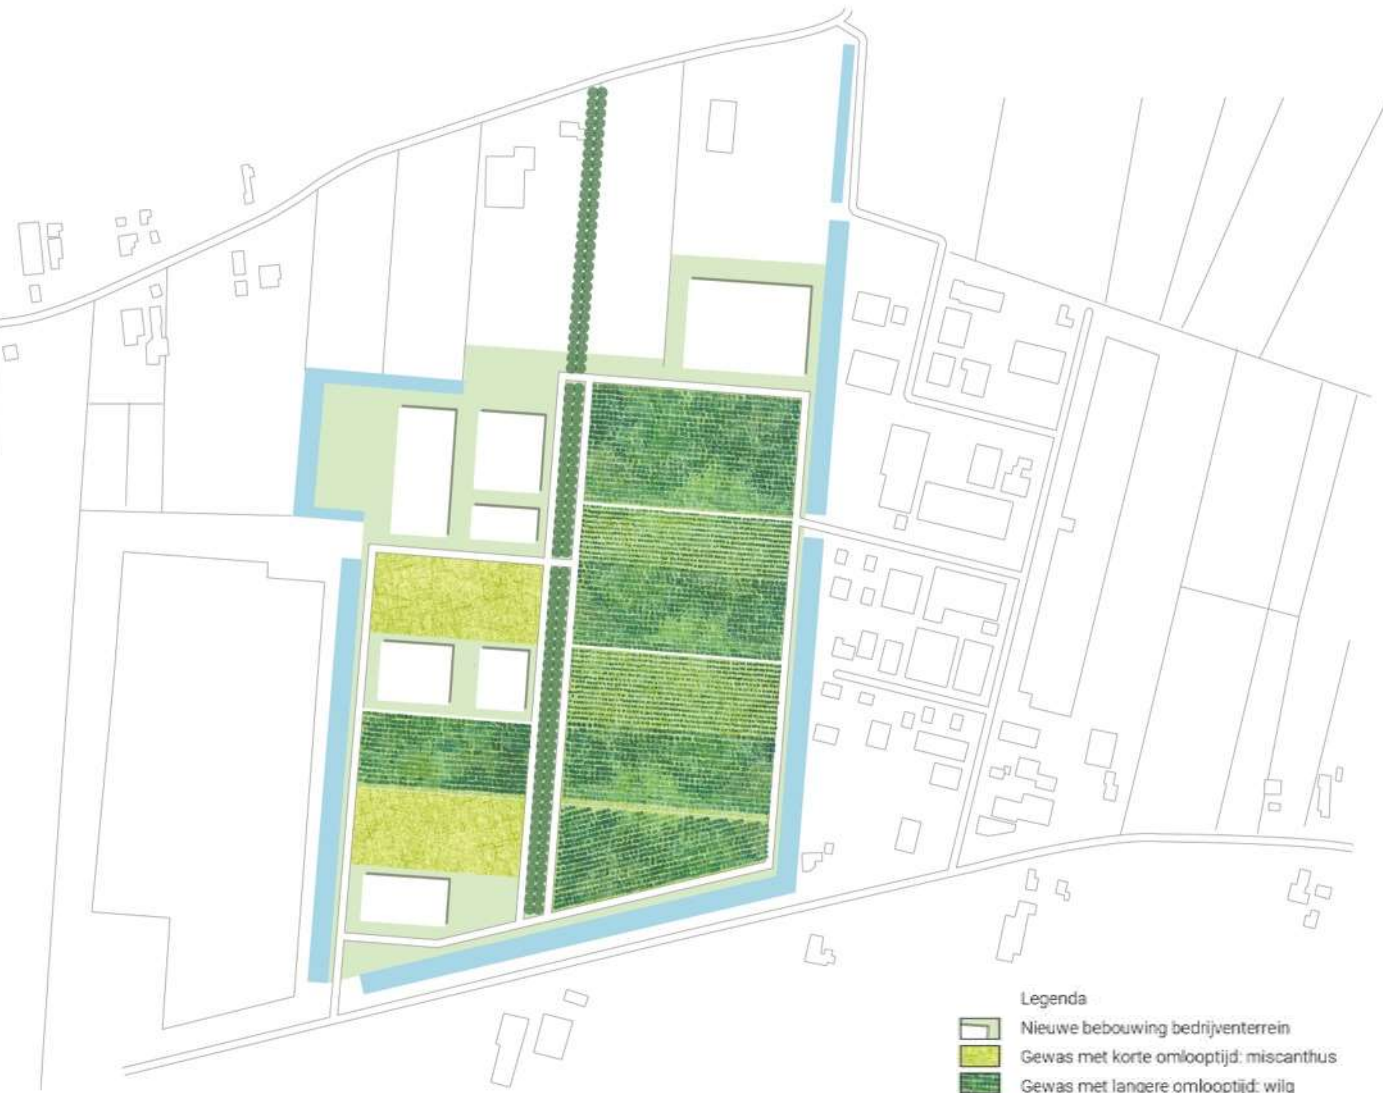 Legenda
Nieuwe bebouwing bedrijventerrein
Gewas met korte omlooptijd: miscanthus
Gewas met langere omlooptijd: wilg